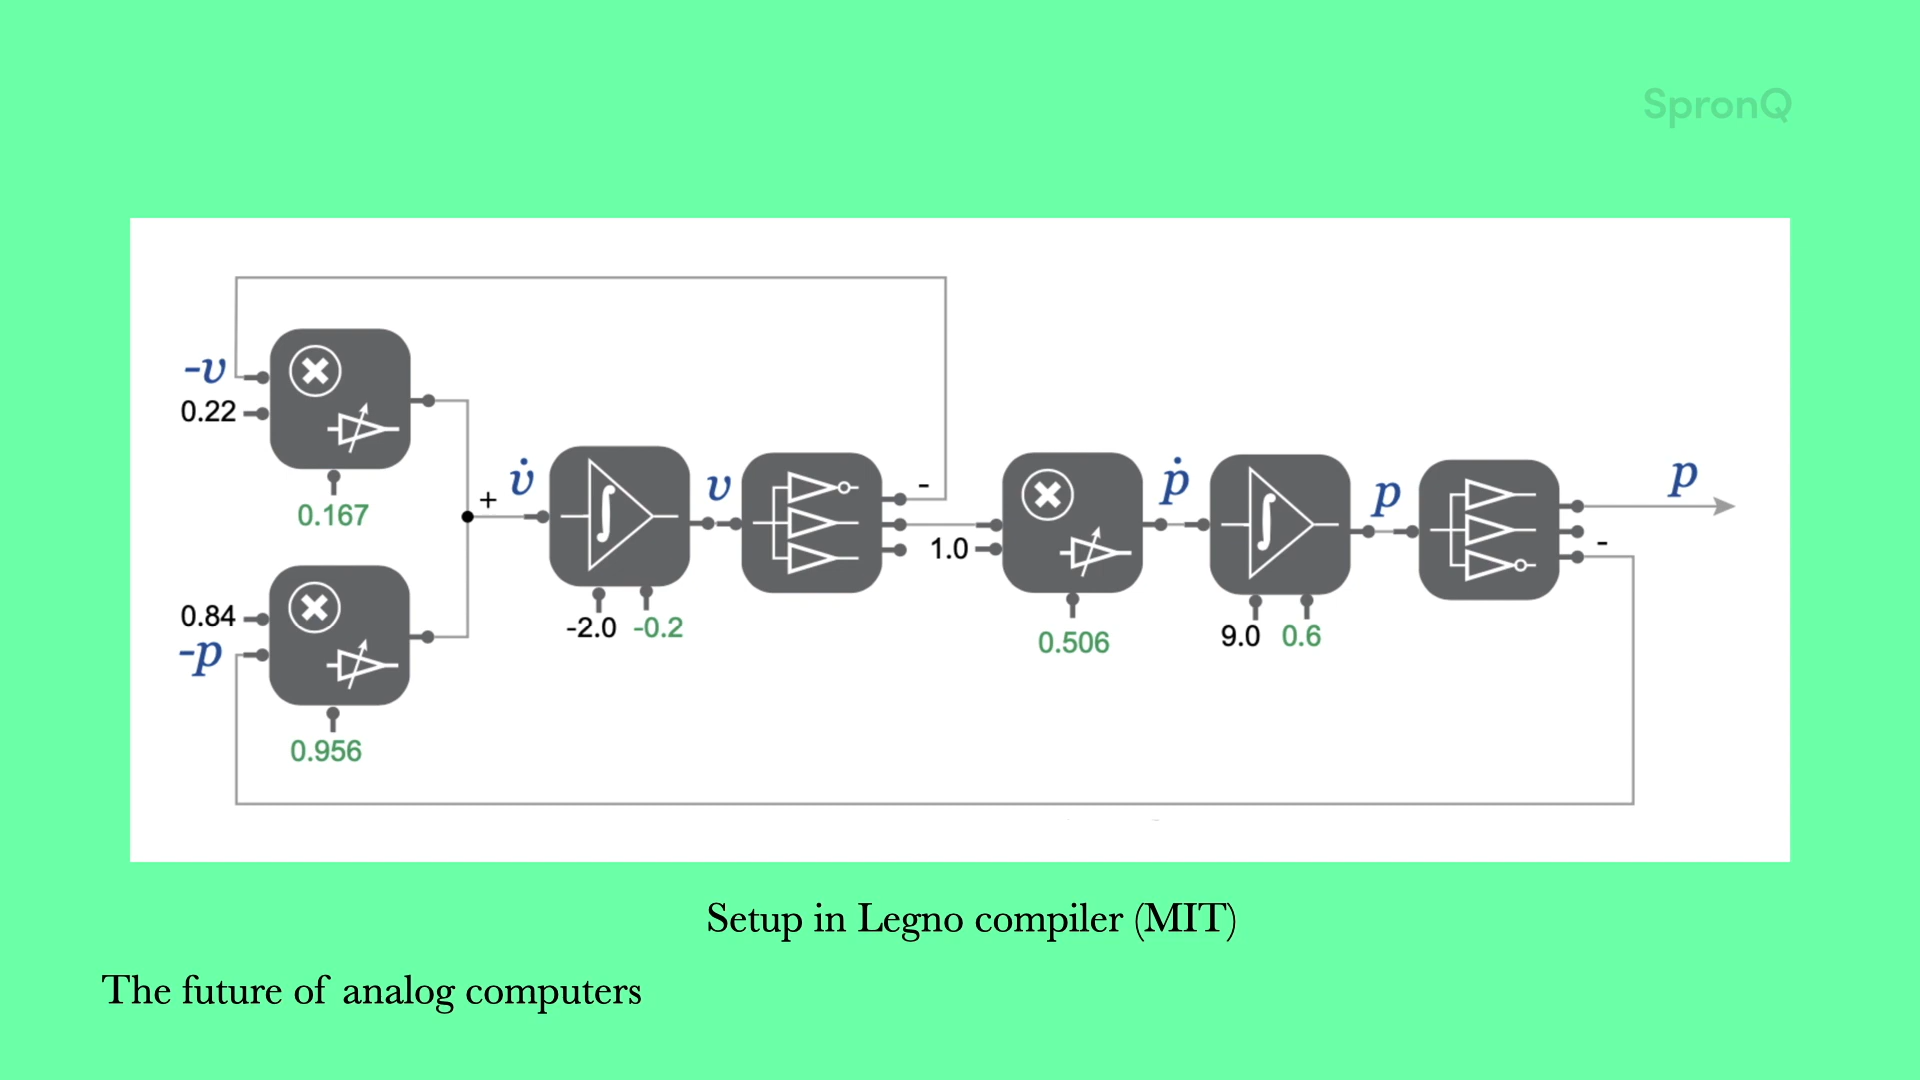 SpronQ
-v
0.22
0.167
0.84
-p
0.956
+
v̇
-2.0 -0.2
v
-
1.0
0.506
ṗ
9.0 0.6
p
p
-
Setup in Legno compiler (MIT)
The future of analog computers